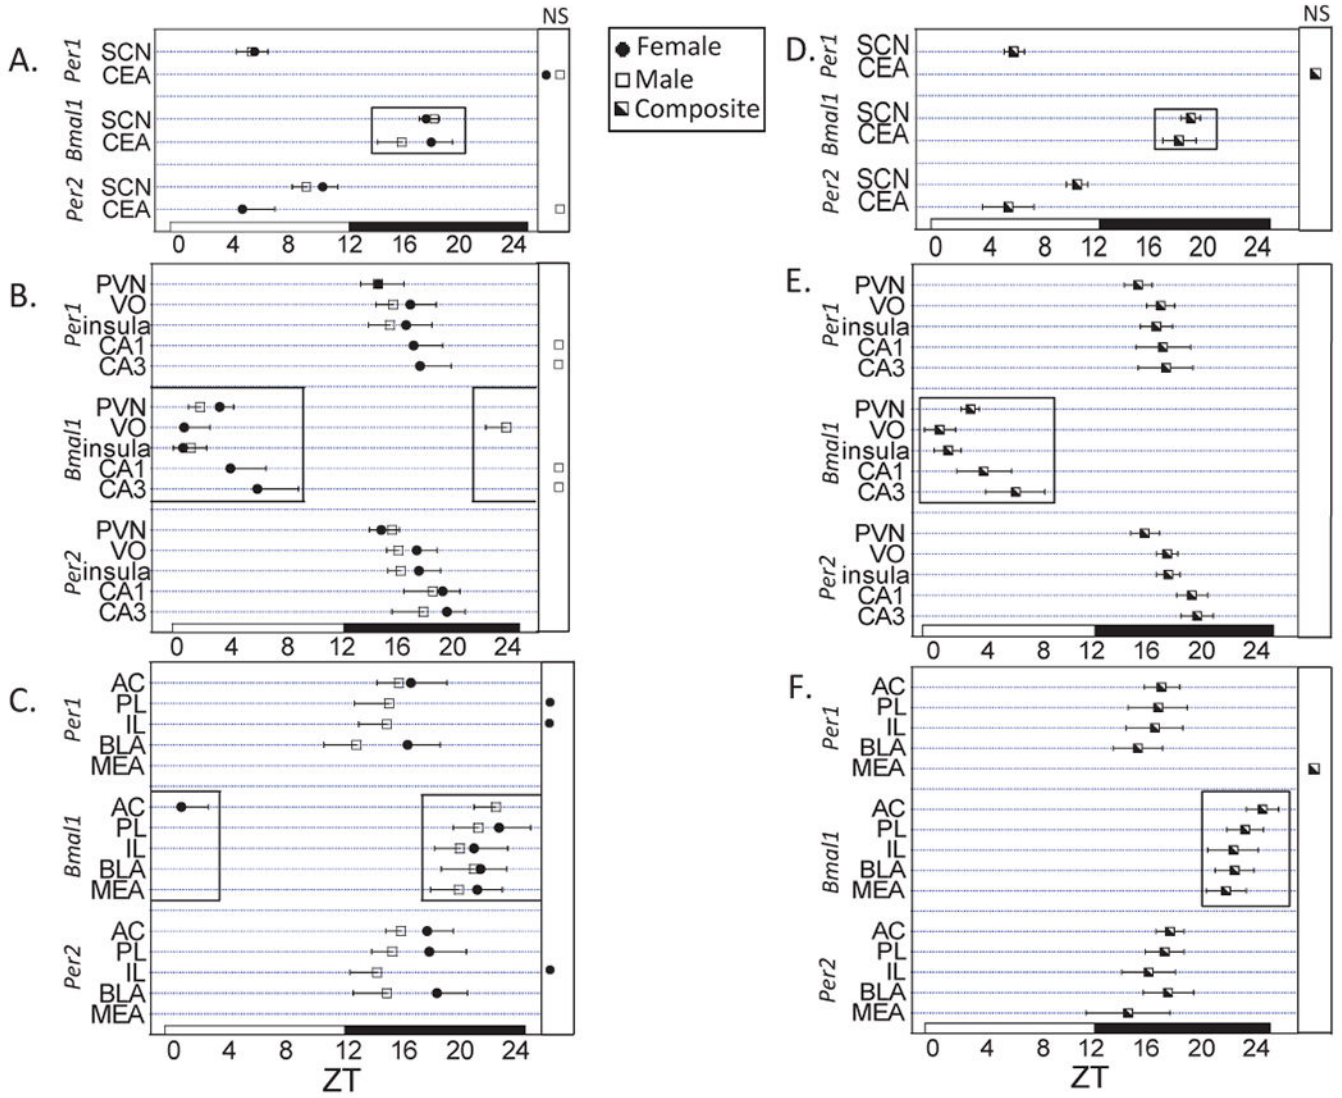 NS
A.
Per1
SCN
CEA
Bmal1
SCN
CEA
Per2
SCN
CEA
0 4 8 12 16 20 24
Female
Male
Composite
NS
D.
Per1
SCN
CEA
Bmal1
SCN
CEA
Per2
SCN
CEA
0 4 8 12 16 20 24
B.
Per1
PVN
VO
insula
CA1
CA3
Bmal1
PVN
VO
insula
CA1
CA3
Per2
PVN
VO
insula
CA1
CA3
0 4 8 12 16 20 24
E.
Per1
PVN
VO
insula
CA1
CA3
Bmal1
PVN
VO
insula
CA1
CA3
Per2
PVN
VO
insula
CA1
CA3
0 4 8 12 16 20 24
C.
Per1
AC
PL
IL
BLA
MEA
Bmal1
AC
PL
IL
BLA
MEA
Per2
AC
PL
IL
BLA
MEA
0 4 8 12 16 20 24
ZT
F.
Per1
AC
PL
IL
BLA
MEA
Bmal1
AC
PL
IL
BLA
MEA
Per2
AC
PL
IL
BLA
MEA
0 4 8 12 16 20 24
ZT